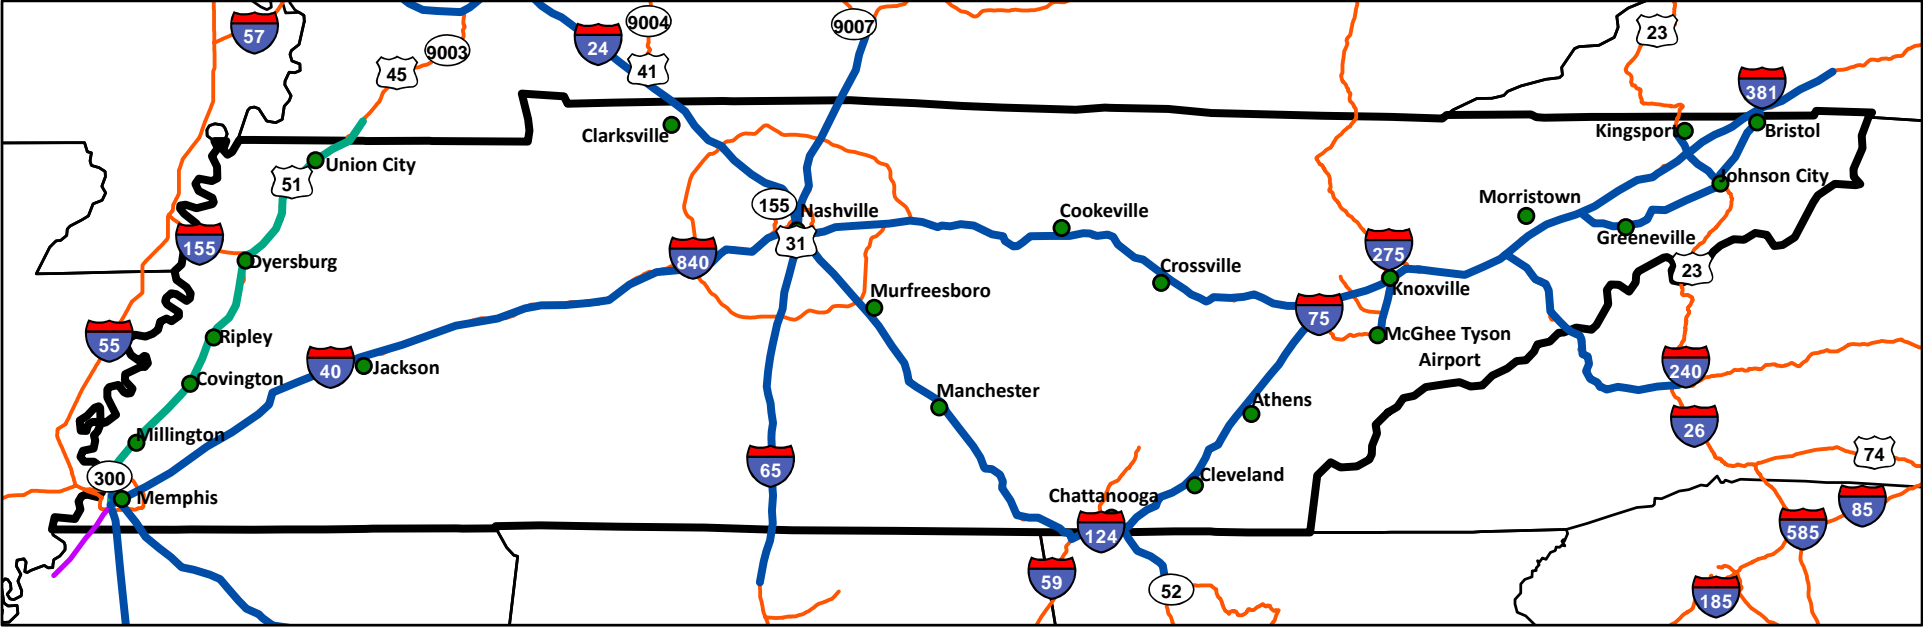 57
9004
9007
24
23
9003
45
41
381
Clarksville
Kingsport
Bristol
Union City
51
Johnson City
Morristown
155
Nashville
Cookeville
155
31
Greeneville
840
275
Dyersburg
Crossville
23
Murfreesboro
Knoxville
75
55
Ripley
McGhee Tyson
Airport
40
Jackson
240
Covington
Manchester
Athens
26
Millington
74
65
300
Cleveland
Memphis
Chattanooga
85
124
585
59
52
185